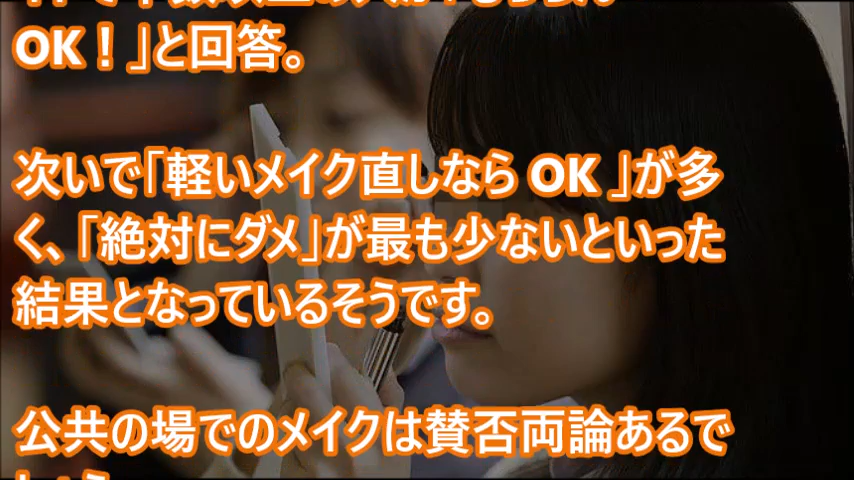 OK！」と回答。
次いで「軽いメイク直しなら OK 」が多
く、「絶対にダメ」が最も少ないといった
結果となっているそうです。
公共の場でのメイクは賛否両論あるで